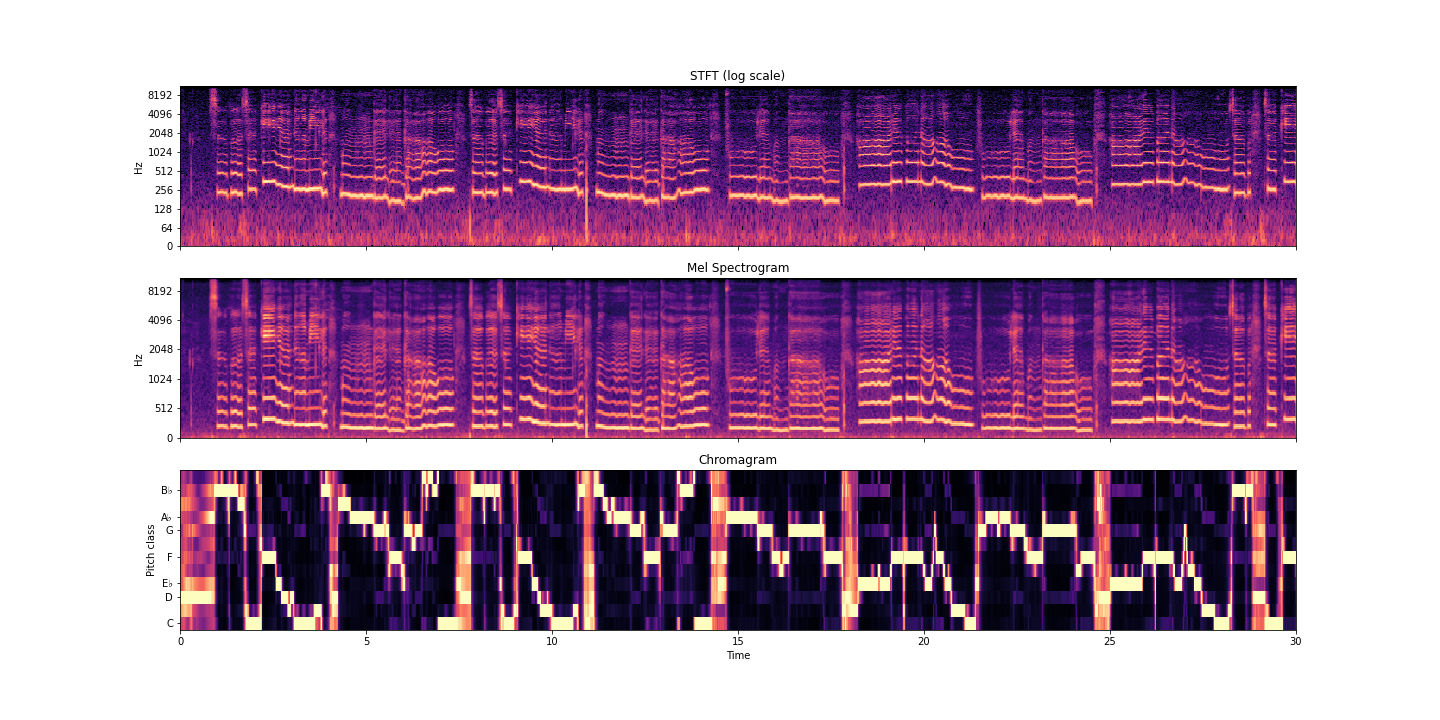 STFT (log scale)
8192
4096
2048
1024
512
256
128
64
0
Hz
Mel Spectrogram
8192
4096
2048
1024
512
0
Hz
Chromagram
B♭
A♭
G
F
E♭
D
C
Pitch class
0 5 10 15 20 25 30
Time